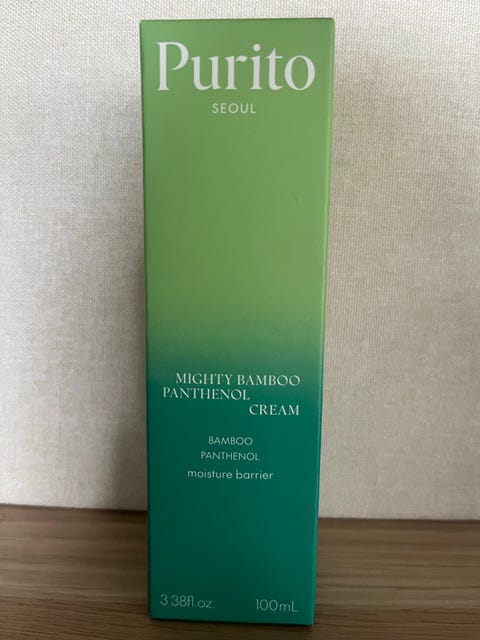 Purito
SEOUL
MIGHTY BAMBOO
PANTHENOL
CREAM
BAMBOO
PANTHENOL
moisture barrier
3.38fl.oz. 100mL